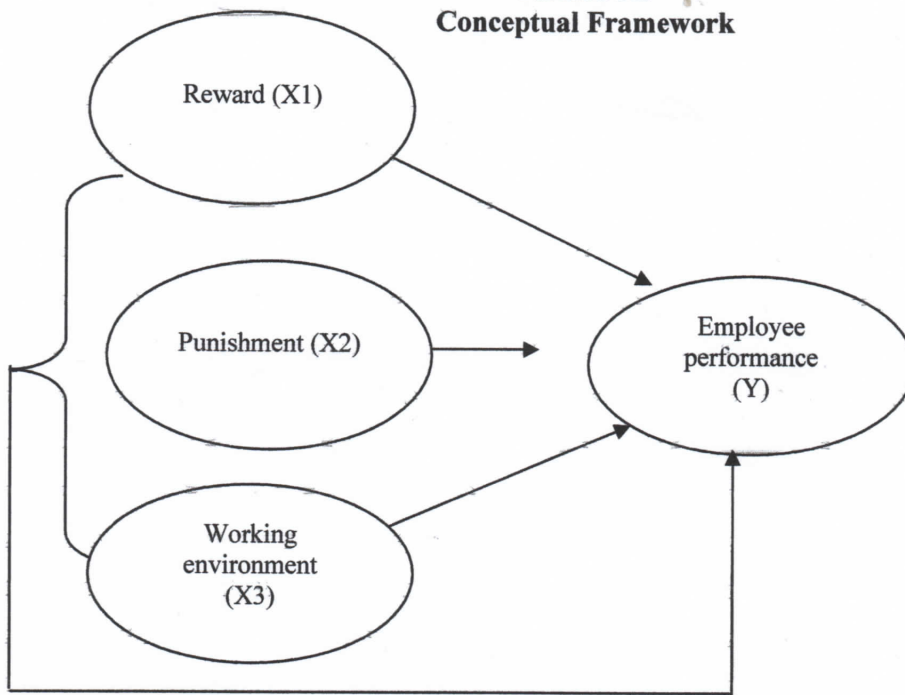 Conceptual Framework
Reward (X1)
Punishment (X2)
Employee
performance
(Y)
Working
environment
(X3)